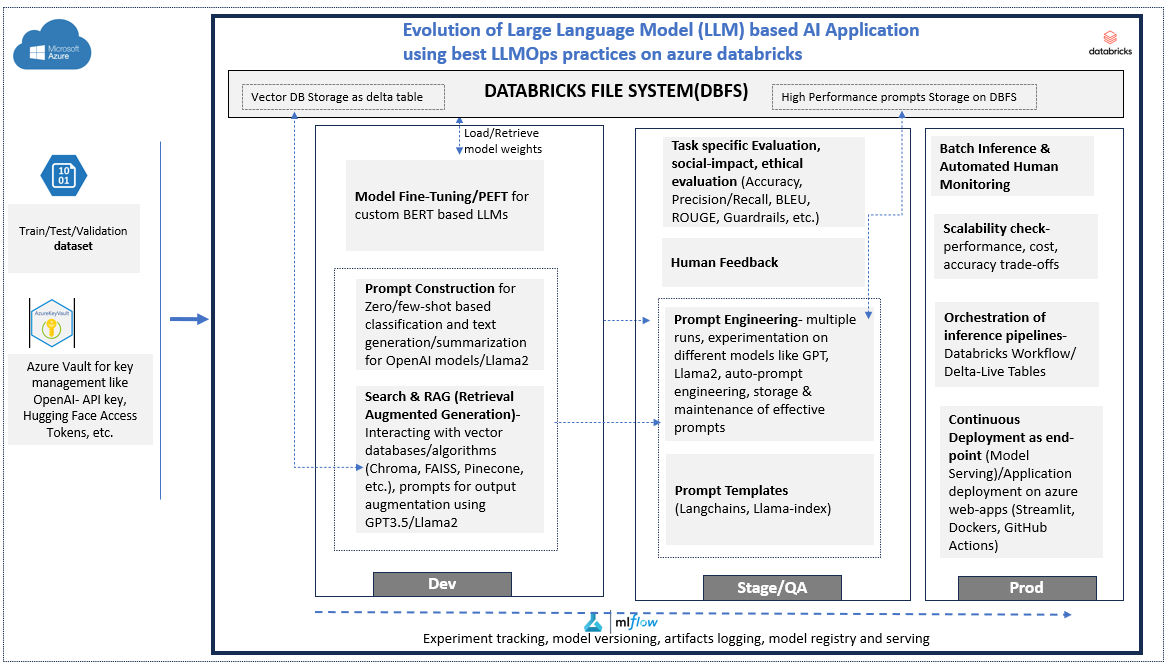 Evolution of Large Language Model (LLM) based AI Application
using best LLMOps practices on azure databricks
Microsoft
Azure
databricks
DATABRICKS FILE SYSTEM(DBFS)
Vector DB Storage as delta table
High Performance prompts Storage on DBFS
10
01
Train/Test/Validation
dataset
AzureKeyVault
Azure Vault for key
management like
OpenAI- API key,
Hugging Face Access
Tokens, etc.
Load/Retrieve
model weights
Model Fine-Tuning/PEFT for
custom BERT based LLMs
Prompt Construction for
Zero/few-shot based
classification and text
generation/summarization
for OpenAI models/Llama2
Search & RAG (Retrieval
Augmented Generation)-
Interacting with vector
databases/algorithms
(Chroma, FAISS, Pinecone,
etc.), prompts for output
augmentation using
GPT3.5/Llama2
Dev
Task specific Evaluation,
social-impact, ethical
evaluation (Accuracy,
Precision/Recall, BLEU,
ROUGE, Guardrails, etc.)
Human Feedback
Prompt Engineering- multiple
runs, experimentation on
different models like GPT,
Llama2, auto-prompt
engineering, storage &
maintenance of effective
prompts
Prompt Templates
(Langchains, Llama-index)
Stage/QA
Batch Inference &
Automated Human
Monitoring
Scalability check-
performance, cost,
accuracy trade-offs
Orchestration of
inference pipelines-
Databricks Workflow/
Delta-Live Tables
Continuous
Deployment as end-
point (Model
Serving)/Application
deployment on azure
web-apps (Streamlit,
Dockers, GitHub
Actions)
Prod
mlflow
Experiment tracking, model versioning, artifacts logging, model registry and serving